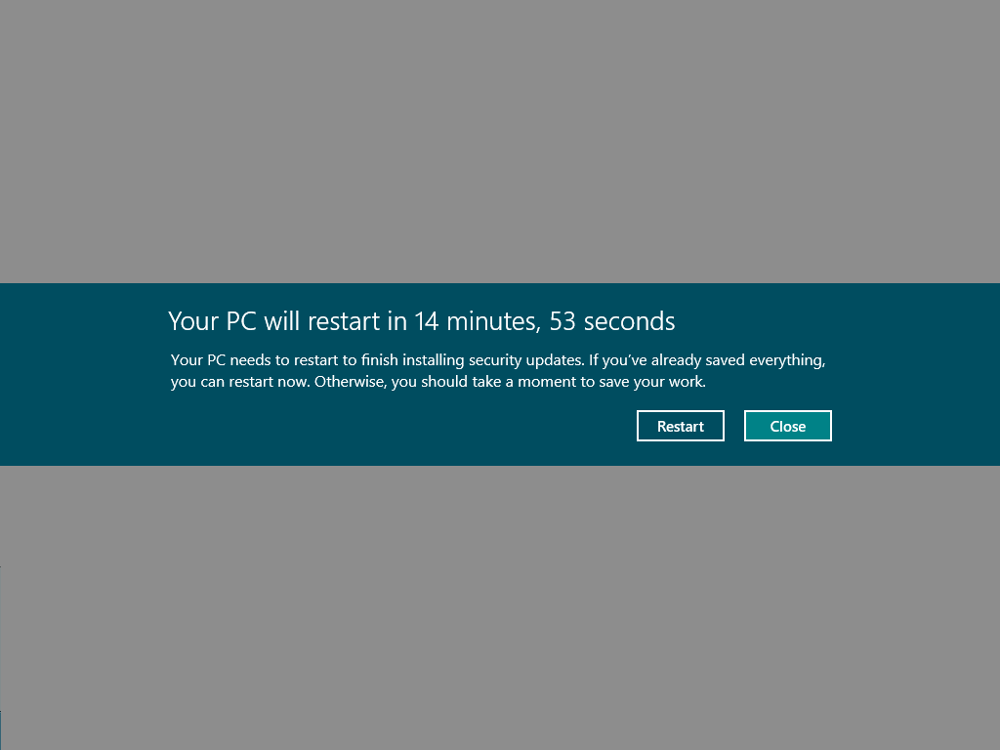 Your PC will restart in 14 minutes, 53 seconds
Your PC needs to restart to finish installing security updates. If you’ve already saved everything,
you can restart now. Otherwise, you should take a moment to save your work.
Restart Close